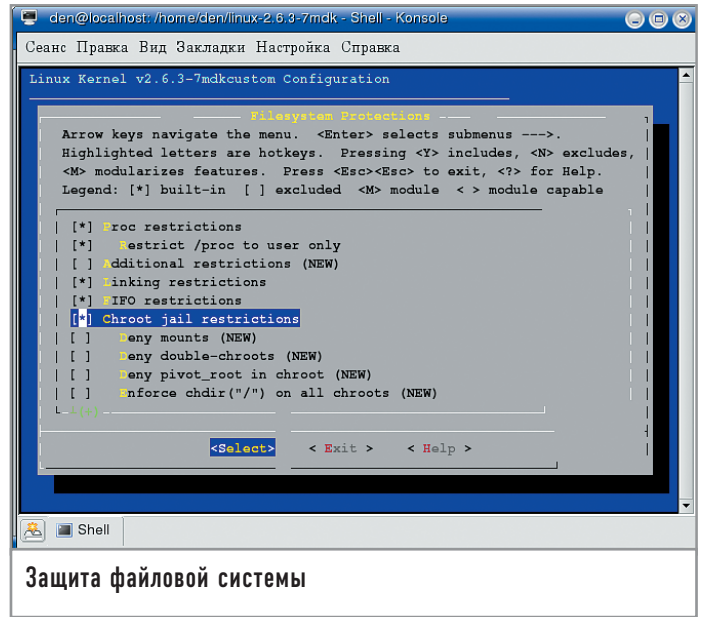 den@localhost: /home/den/linux-2.6.3-7mdk - Shell - Konsole
Сеанс Правка Вид Закладки Настройка Справка
Linux Kernel v2.6.3-7mdkcustom Configuration
Filesystem Protections
Arrow keys navigate the menu. <Enter> selects submenus --->.
Highlighted letters are hotkeys. Pressing <Y> includes, <N> excludes,
<M> modularizes features. Press <Esc><Esc> to exit, <?> for Help.
Legend: [*] built-in [ ] excluded <M> module < > module capable
[*] Proc restrictions
[*] Restrict /proc to user only
[ ] Additional restrictions (NEW)
[*] Linking restrictions
[*] FIFO restrictions
[*] Chroot jail restrictions
[ ] Deny mounts (NEW)
[ ] Deny double-chroots (NEW)
[ ] Deny pivot_root in chroot (NEW)
[ ] Enforce chdir("/") on all chroots (NEW)
<Select> < Exit > < Help >
Shell
Защита файловой системы